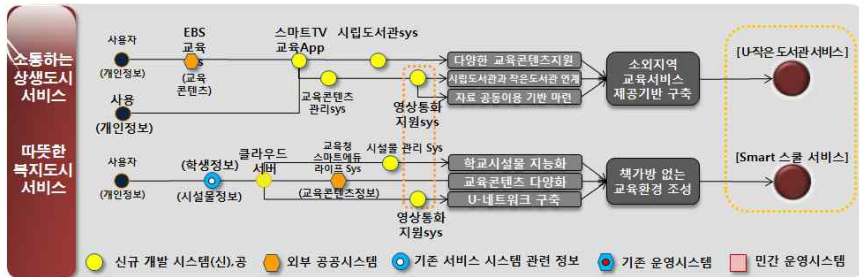 소통하는
상생도시
서비스
따뜻한
복지도시
서비스
사용자
(개인정보)
EBS
교육
(교육
콘텐츠)
스마트TV
교육App
시립도서관sys
교육콘텐츠
관리sys
영상통화
지원sys
사용
(개인정보)
다양한 교육콘텐츠지원
시립도서관과 작은도서관 연계
자료 공동이용 기반 마련
소외지역
교육서비스
제공기반 구축
[U-작은 도서관 서비스]
사용자
(개인정보)
(학생정보)
(시설물정보)
클라우드
서버
교육청
스마트에듀
라이프 Sys
(교육콘텐츠정보)
시설물 관리 Sys
영상통화
지원sys
학교시설물 지능화
교육콘텐츠 다양화
U-네트워크 구축
책가방 없는
교육환경 조성
[Smart 스쿨 서비스]
신규 개발 시스템(신),공
외부 공공시스템
기존 서비스 시스템 관련 정보
기존 운영시스템
민간 운영시스템